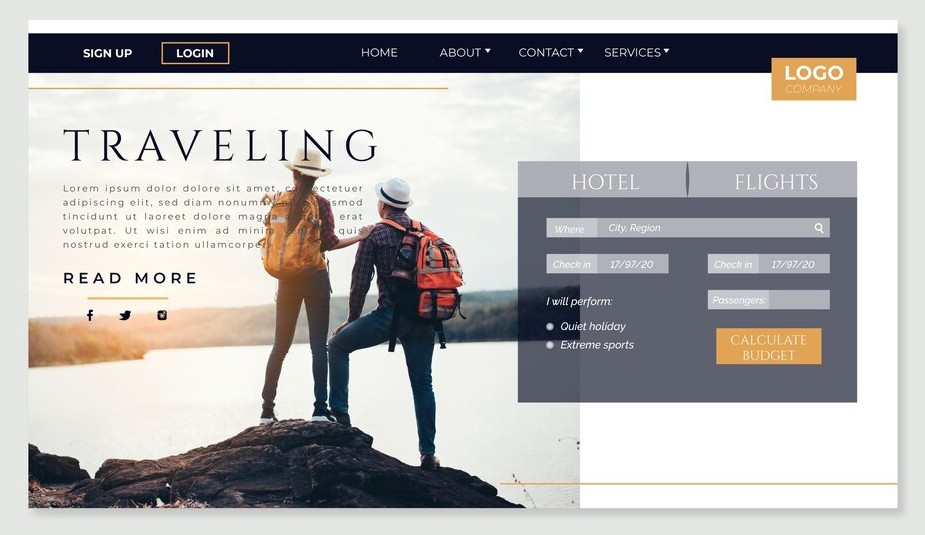 SIGN UP
LOGIN
HOME
ABOUT
CONTACT
SERVICES
LOGO
COMPANY
TRAVELING
Lorem ipsum dolor dolore sit amet, consectetuer
adipiscing elit, sed diam nonummy euismod
tincidunt ut laoreet dolore magna erat
volutpat. Ut wisi enim ad minim quis
nostrud exerci tation ullamcorper
READ MORE
HOTEL
FLIGHTS
Where
City, Region
Check in
17/97/20
Check in
17/97/20
I will perform:
Passengers:
Quiet holiday
Extreme sports
CALCULATE
BUDGET